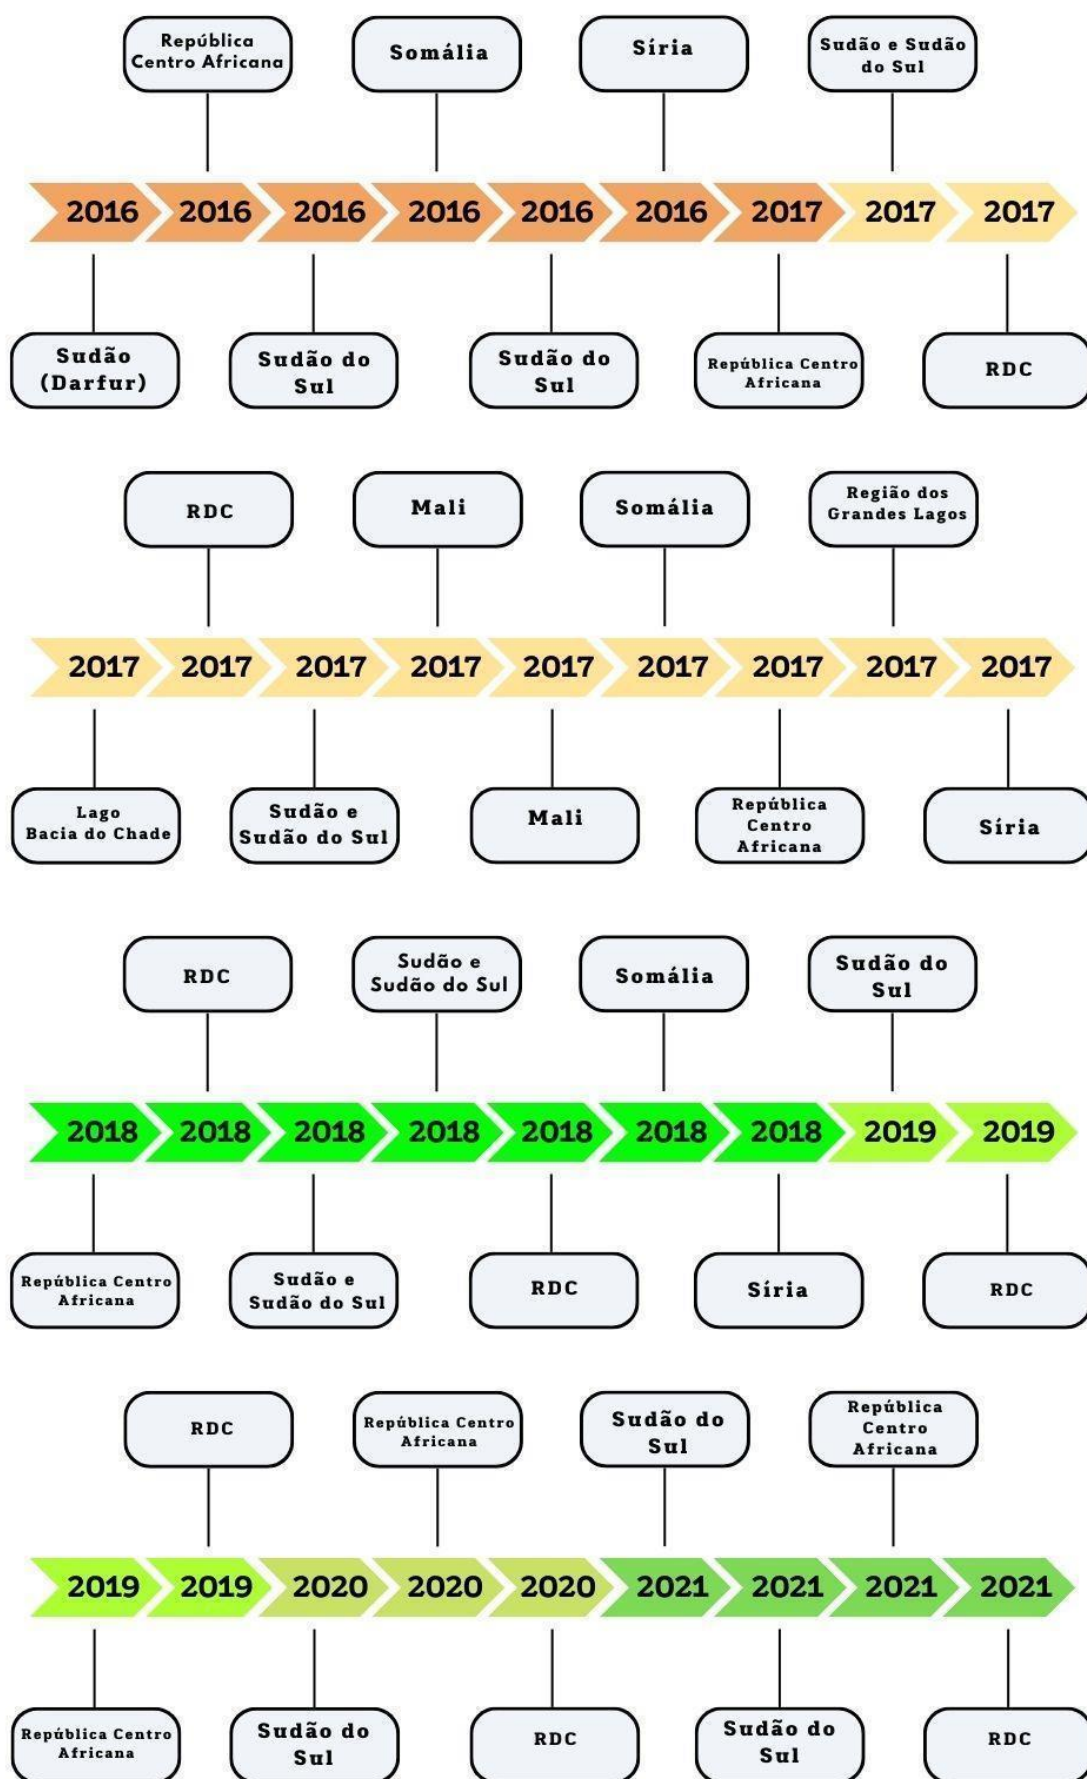 República
Centro Africana
Somália
Síria
Sudão e Sudão
do Sul
2016
2016
2016
2016
2016
2016
2017
2017
2017
Sudão
(Darfur)
Sudão do
Sul
Sudão do
Sul
República Centro
Africana
RDC
RDC
Mali
Somália
Região dos
Grandes Lagos
2017
2017
2017
2017
2017
2017
2017
2017
2017
Lago
Bacia do Chade
Sudão e
Sudão do Sul
Mali
República
Centro
Africana
Síria
RDC
Sudão e
Sudão do Sul
Somália
Sudão do
Sul
2018
2018
2018
2018
2018
2018
2018
2019
2019
República Centro
Africana
Sudão e
Sudão do Sul
RDC
Síria
RDC
RDC
República Centro
Africana
Sudão do
Sul
República
Centro
Africana
2019
2019
2020
2020
2020
2021
2021
2021
2021
República Centro
Africana
Sudão do
Sul
RDC
Sudão do
Sul
RDC